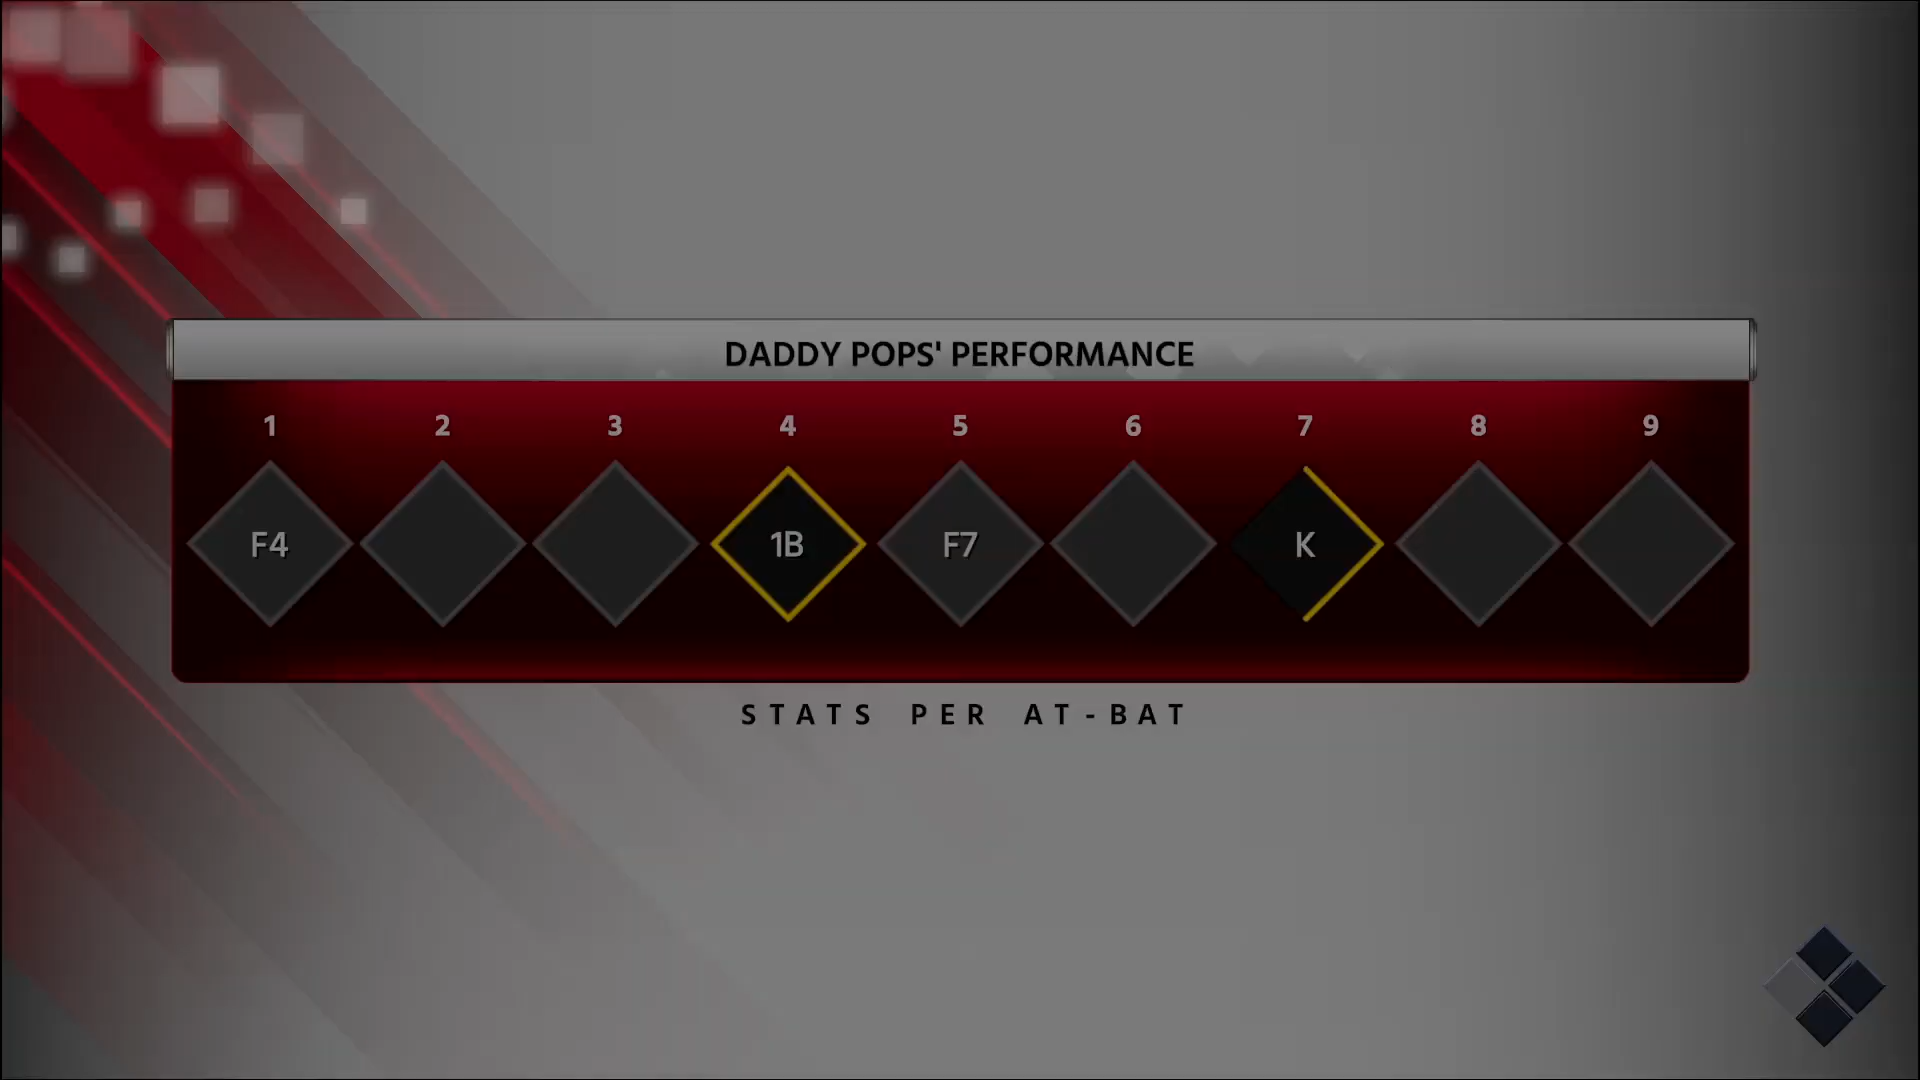 DADDY POPS' PERFORMANCE
1 2 3 4 5 6 7 8 9
F4 1B F7 K
STATS PER AT-BAT